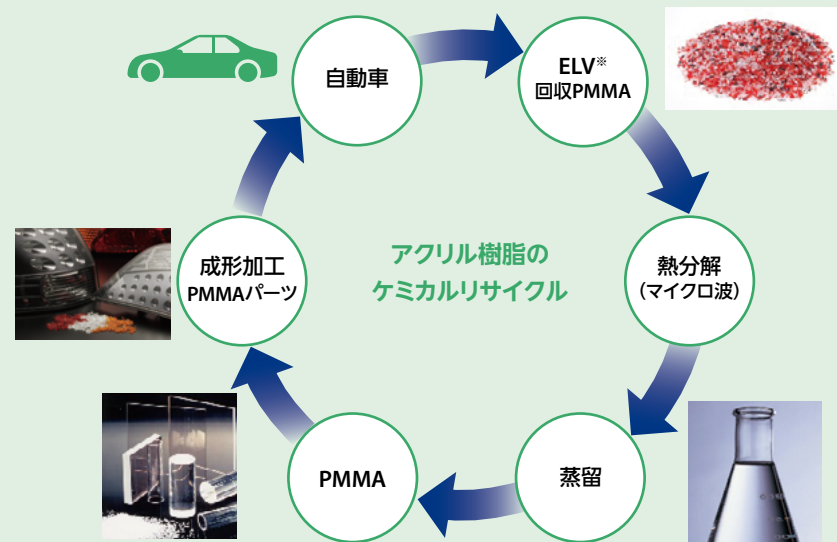 自動車
ELV※
回収PMMA
熱分解
（マイクロ波）
蒸留
PMMA
成形加工
PMMAパーツ
アクリル樹脂の
ケミカルリサイクル